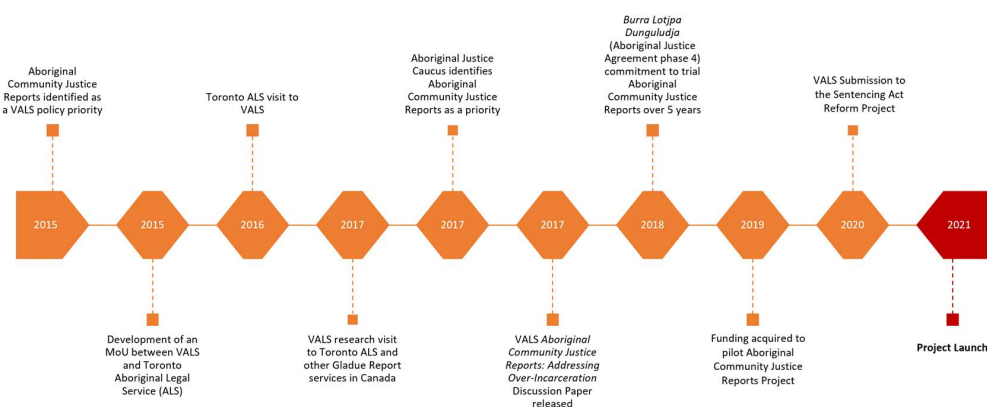 Aboriginal
Community Justice
Reports identified as
a VALS policy priority
Toronto ALS visit to
VALS
Aboriginal Justice
Caucus identifies
Aboriginal
Community Justice
Reports as a priority
Burra Lotjpa
Dunguludja
(Aboriginal Justice
Agreement phase 4)
commitment to trial
Aboriginal
Community Justice
Reports over 5 years
VALS Submission to
the Sentencing Act
Reform Project
2015
2015
2016
2017
2017
2017
2018
2019
2020
2021
Development of an
MoU between VALS
and Toronto
Aboriginal Legal
Service (ALS)
VALS research visit
to Toronto ALS and
other Gladue Report
services in Canada
VALS Aboriginal
Community Justice
Reports: Addressing
Over-Incarceration
Discussion Paper
released
Funding acquired to
pilot Aboriginal
Community Justice
Reports Project
Project Launch